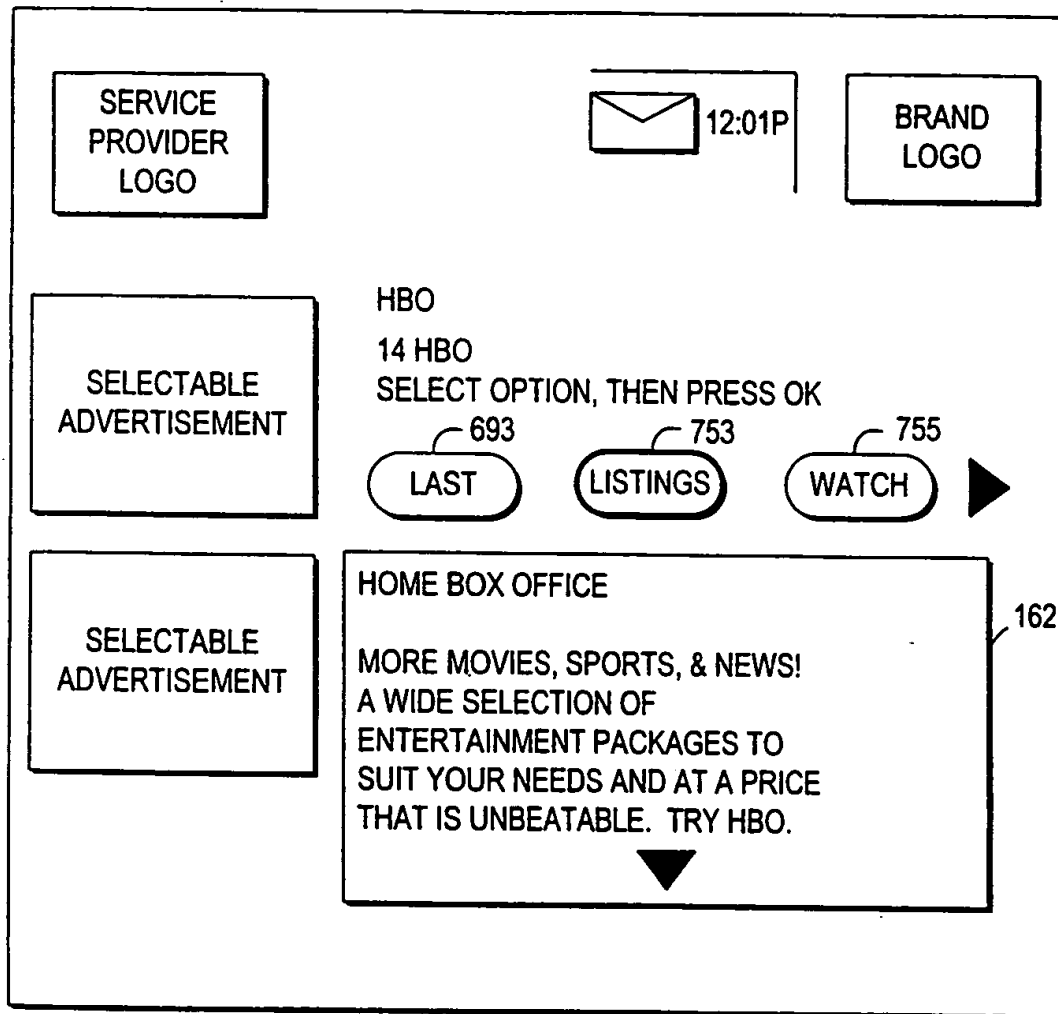 SERVICE
PROVIDER
LOGO
12:01P
BRAND
LOGO
SELECTABLE
ADVERTISEMENT
HBO
14 HBO
SELECT OPTION, THEN PRESS OK
693
753
755
LAST
LISTINGS
WATCH
SELECTABLE
ADVERTISEMENT
HOME BOX OFFICE
MORE MOVIES, SPORTS, & NEWS!
A WIDE SELECTION OF
ENTERTAINMENT PACKAGES TO
SUIT YOUR NEEDS AND AT A PRICE
THAT IS UNBEATABLE. TRY HBO.
162